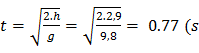 t = √(2.h / g) = √(2.2,9 / 9,8) = 0.77 (s